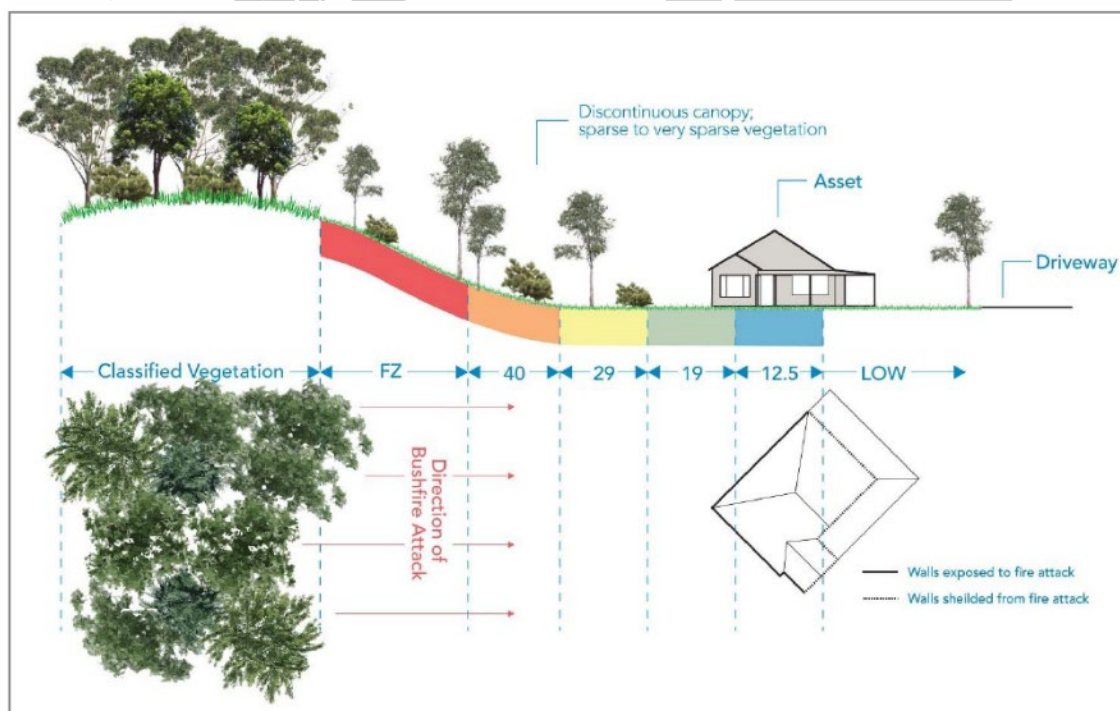 Discontinuous canopy;
sparse to very sparse vegetation
Asset
Driveway
Classified Vegetation
FZ
40
29
19
12.5
LOW
Direction of
Bushfire Attack
Walls exposed to fire attack
Walls sheilded from fire attack